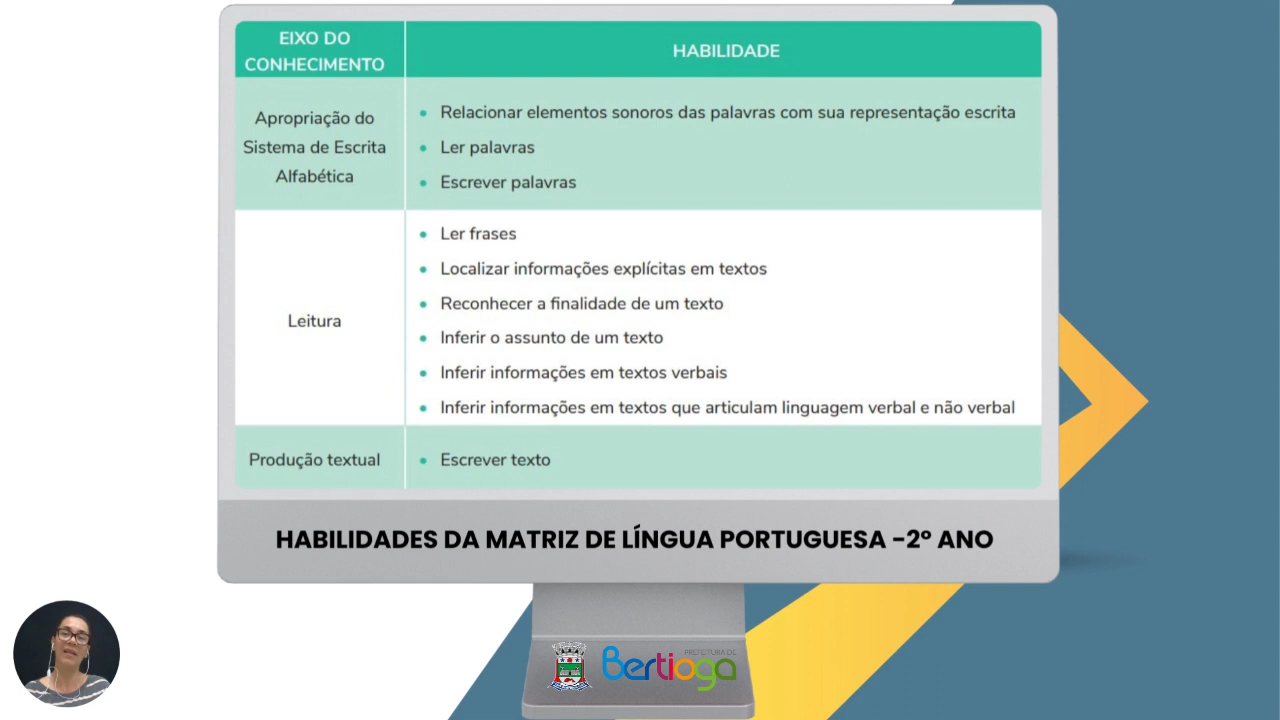 EIXO DO
CONHECIMENTO
HABILIDADE
Apropriação do
Sistema de Escrita
Alfabética
• Relacionar elementos sonoros das palavras com sua representação escrita
• Ler palavras
• Escrever palavras
Leitura
• Ler frases
• Localizar informações explícitas em textos
• Reconhecer a finalidade de um texto
• Inferir o assunto de um texto
• Inferir informações em textos verbais
• Inferir informações em textos que articulam linguagem verbal e não verbal
Produção textual
• Escrever texto
HABILIDADES DA MATRIZ DE LÍNGUA PORTUGUESA -2º ANO
PREFEITURA DE
Bertioga